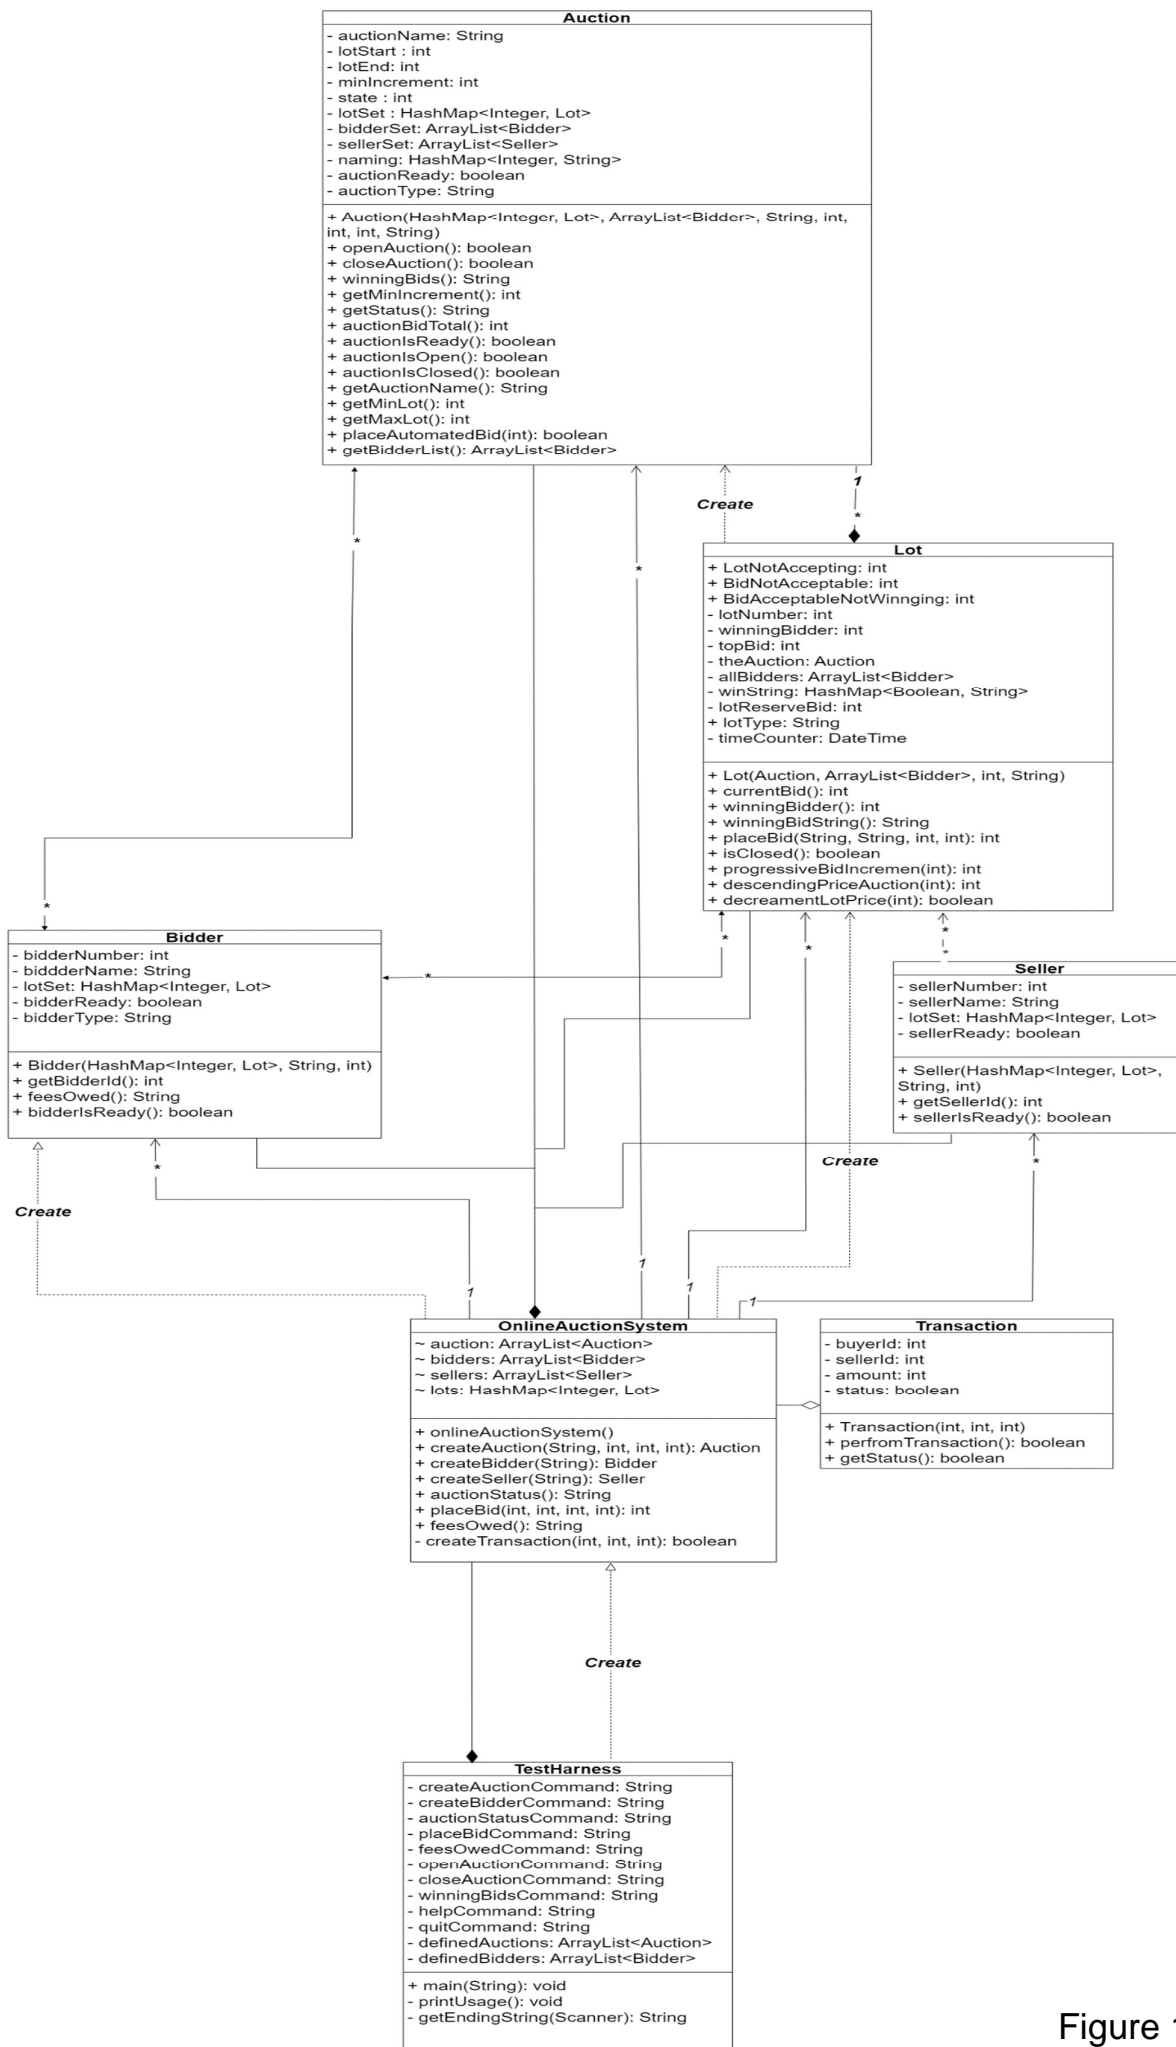 Auction
- auctionName: String
- lotStart : int
- lotEnd: int
- minIncrement: int
- state : int
- lotSet : HashMap<Integer, Lot>
- bidderSet: ArrayList<Bidder>
- sellerSet: ArrayList<Seller>
- naming: HashMap<Integer, String>
- auctionReady: boolean
- auctionType: String
+ Auction(HashMap<Integer, Lot>, ArrayList<Bidder>, String, int,
int, int, String)
+ openAuction(): boolean
+ closeAuction(): boolean
+ winningBids(): String
+ getMinIncrement(): int
+ getStatus(): String
+ auctionBidTotal(): int
+ auctionIsReady(): boolean
+ auctionIsOpen(): boolean
+ auctionIsClosed(): boolean
+ getAuctionName(): String
+ getMinLot(): int
+ getMaxLot(): int
+ placeAutomatedBid(int): boolean
+ getBidderList(): ArrayList<Bidder>
1
Create
*
*
*
Lot
+ LotNotAccepting: int
+ BidNotAcceptable: int
+ BidAcceptableNotWinnging: int
- lotNumber: int
- winningBidder: int
- topBid: int
- theAuction: Auction
- allBidders: ArrayList<Bidder>
- winString: HashMap<Boolean, String>
- lotReserveBid: int
+ lotType: String
- timeCounter: DateTime
+ Lot(Auction, ArrayList<Bidder>, int, String)
+ currentBid(): int
+ winningBidder(): int
+ winningBidString(): String
+ placeBid(String, String, int, int): int
+ isClosed(): boolean
+ progressiveBidIncremen(int): int
+ descendingPriceAuction(int): int
+ decreamentLotPrice(int): boolean
*
*
*
*
*
*
Bidder
- bidderNumber: int
- biddderName: String
- lotSet: HashMap<Integer, Lot>
- bidderReady: boolean
- bidderType: String
+ Bidder(HashMap<Integer, Lot>, String, int)
+ getBidderId(): int
+ feesOwed(): String
+ bidderIsReady(): boolean
Seller
- sellerNumber: int
- sellerName: String
- lotSet: HashMap<Integer, Lot>
- sellerReady: boolean
+ Seller(HashMap<Integer, Lot>,
String, int)
+ getSellerId(): int
+ sellerIsReady(): boolean
*
Create
*
Create
1
1
1
1
OnlineAuctionSystem
~ auction: ArrayList<Auction>
~ bidders: ArrayList<Bidder>
~ sellers: ArrayList<Seller>
~ lots: HashMap<Integer, Lot>
+ onlineAuctionSystem()
+ createAuction(String, int, int, int): Auction
+ createBidder(String): Bidder
+ createSeller(String): Seller
+ auctionStatus(): String
+ placeBid(int, int, int, int): int
+ feesOwed(): String
- createTransaction(int, int, int): boolean
Transaction
- buyerId: int
- sellerId: int
- amount: int
- status: boolean
+ Transaction(int, int, int)
+ perfromTransaction(): boolean
+ getStatus(): boolean
Create
TestHarness
- createAuctionCommand: String
- createBidderCommand: String
- auctionStatusCommand: String
- placeBidCommand: String
- feesOwedCommand: String
- openAuctionCommand: String
- closeAuctionCommand: String
- winningBidsCommand: String
- helpCommand: String
- quitCommand: String
- definedAuctions: ArrayList<Auction>
- definedBidders: ArrayList<Bidder>
+ main(String): void
- printUsage(): void
- getEndingString(Scanner): String
Figure